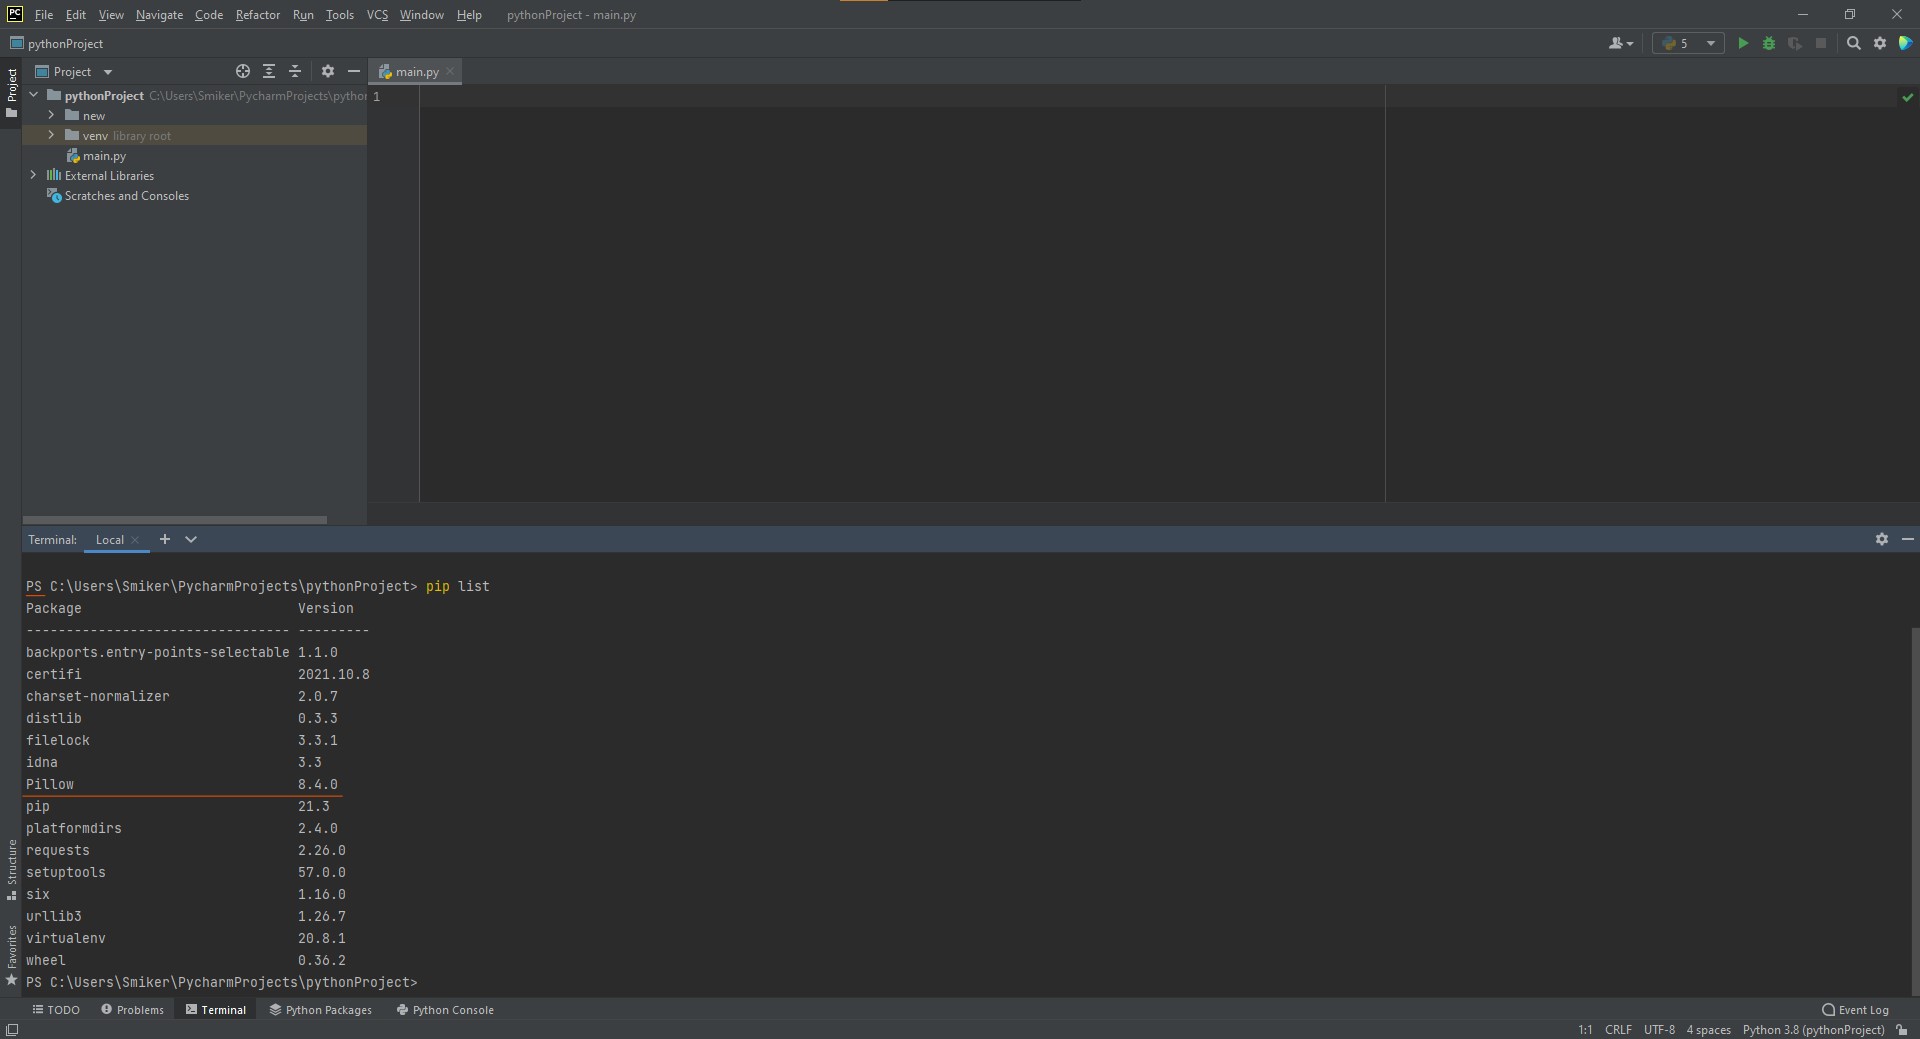 PC File Edit View Navigate Code Refactor Run Tools VCS Window Help pythonProject - main.py
pythonProject 5
Project main.py
Project
pythonProject C:\Users\Smiker\PycharmProjects\pythor 1
new
venv library root
main.py
External Libraries
Scratches and Consoles
Terminal: Local
PS C:\Users\Smiker\PycharmProjects\pythonProject> pip list
Package Version
--------------------------------- ---------
backports.entry-points-selectable 1.1.0
certifi 2021.10.8
charset-normalizer 2.0.7
distlib 0.3.3
filelock 3.3.1
idna 3.3
Pillow 8.4.0
pip 21.3
platformdirs 2.4.0
requests 2.26.0
setuptools 57.0.0
six 1.16.0
urllib3 1.26.7
virtualenv 20.8.1
wheel 0.36.2
PS C:\Users\Smiker\PycharmProjects\pythonProject>
Structure
Favorites
TODO Problems Terminal Python Packages Python Console Event Log
1:1 CRLF UTF-8 4 spaces Python 3.8 (pythonProject)